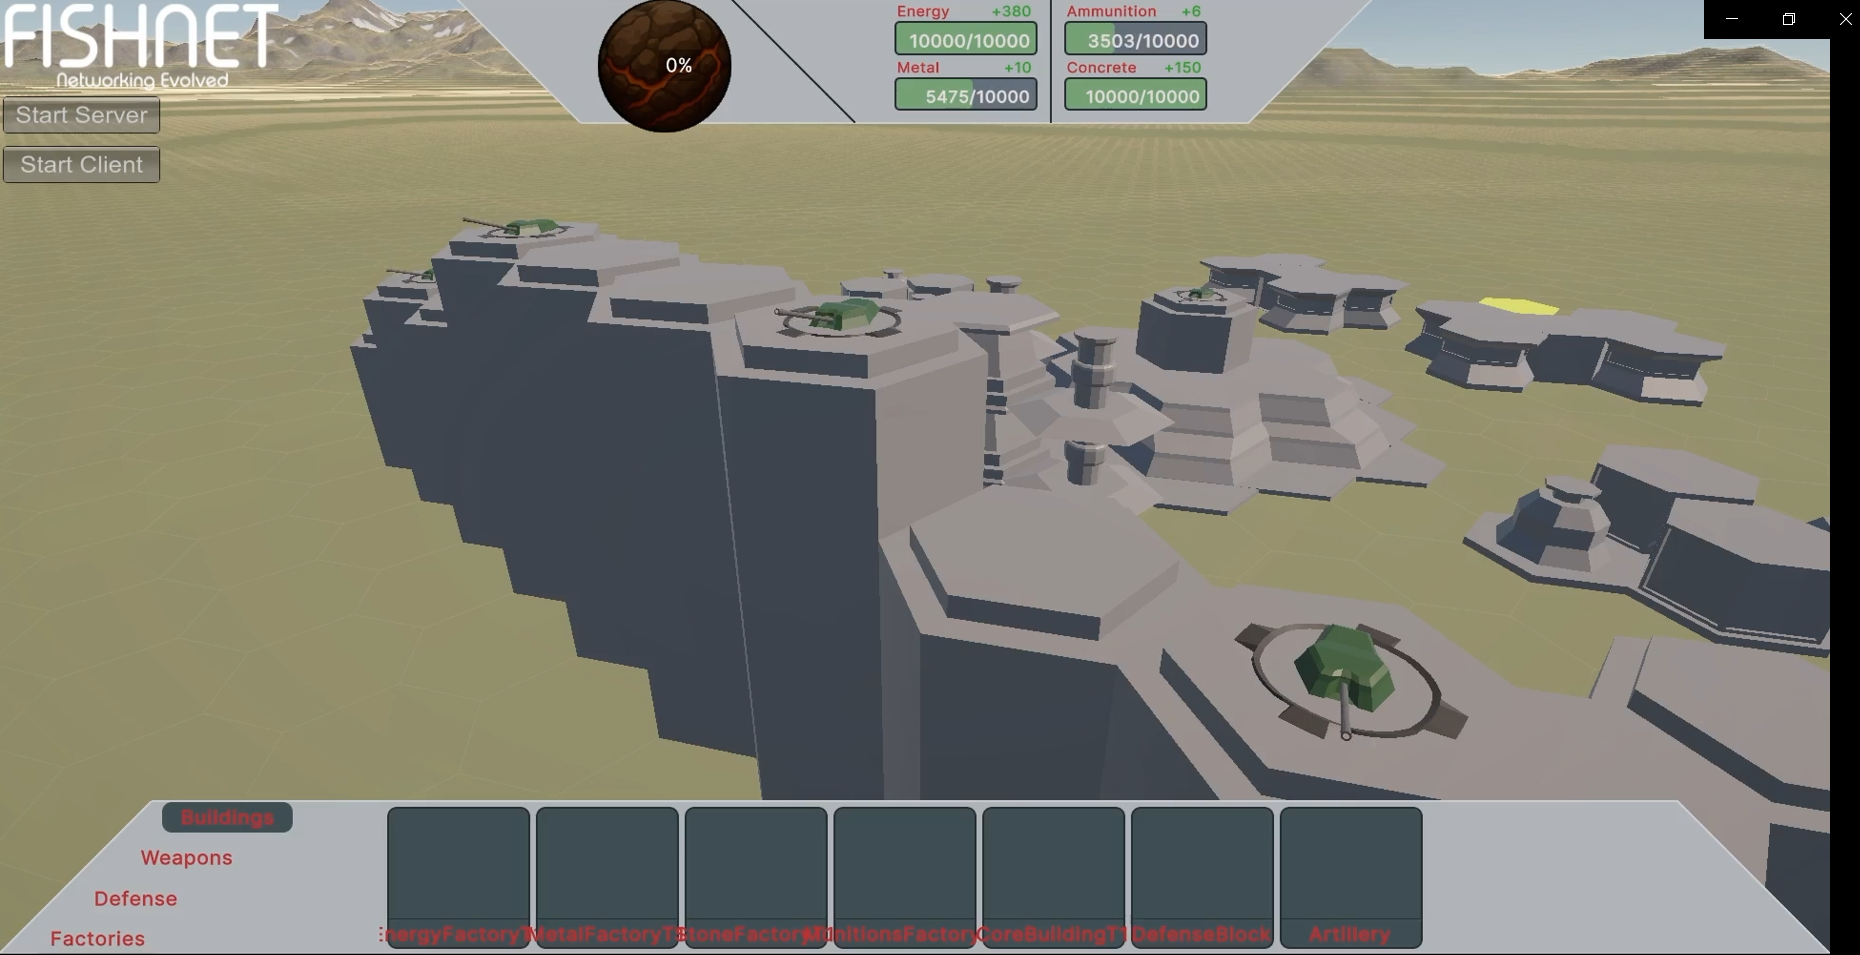 FISHNET
Networking Evolved
Start Server
Start Client
0%
Energy +380
10000/10000
Metal +10
5475/10000
Ammunition +6
3503/10000
Concrete +150
10000/10000
Buildings
Weapons
Defense
Factories
CoreBuildingT1
DefenseBlock
Artillery